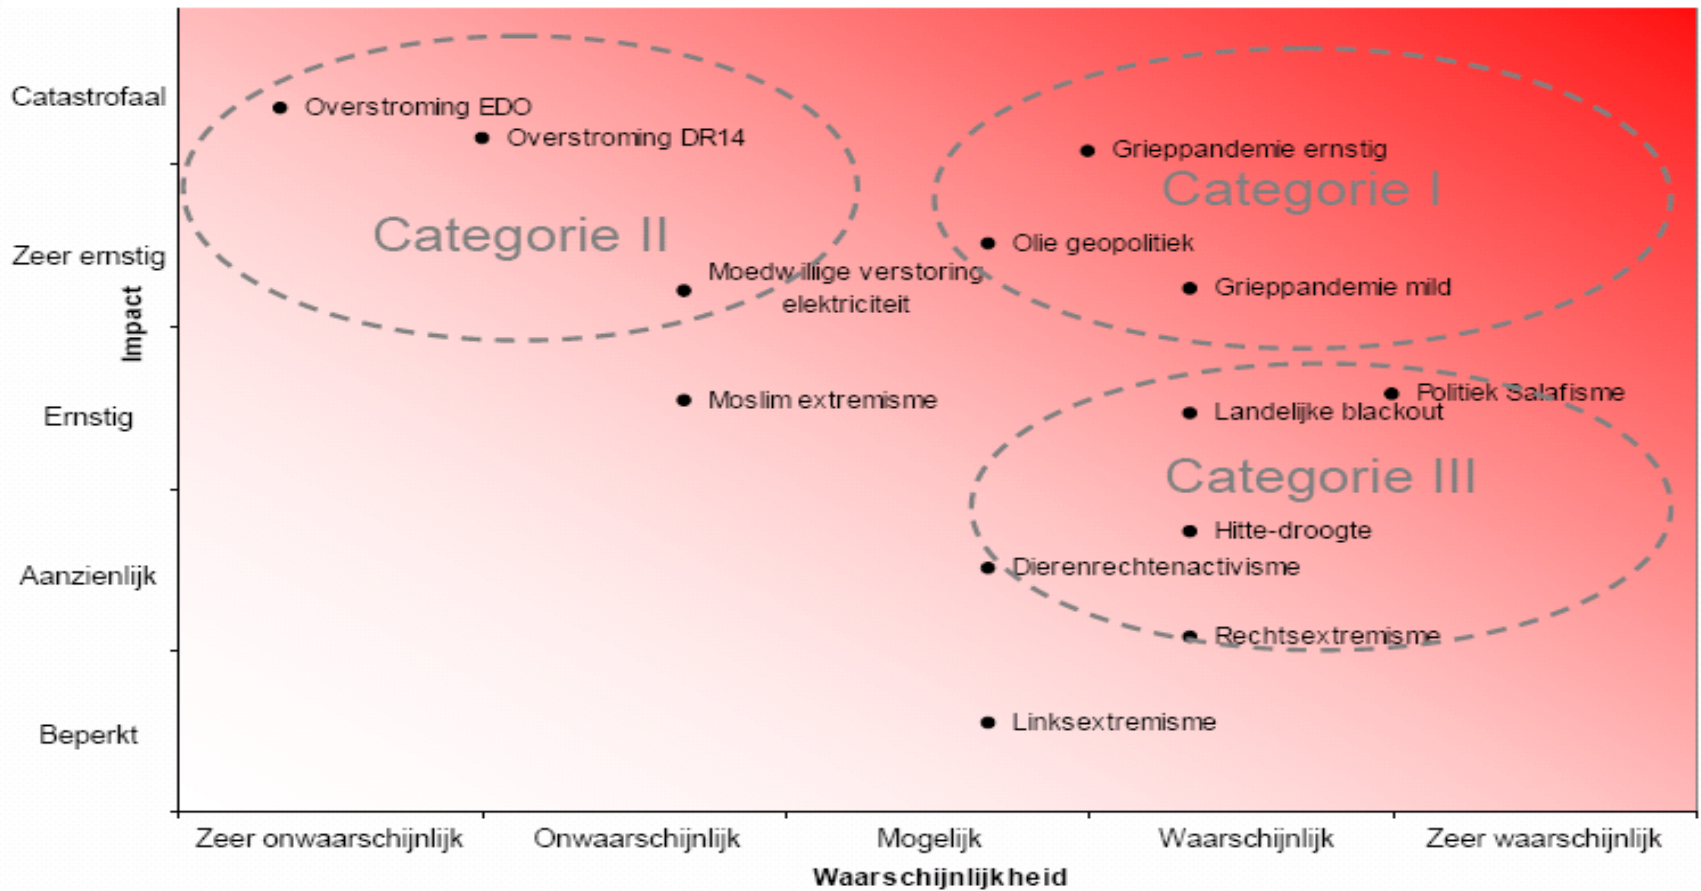 Catastrofaal
Overstroming EDO
Overstroming DR14
Grieppandemie ernstig
Categorie I
Categorie II
Olie geopolitiek
Zeer ernstig
Moedwillige verstoring
elektriciteit
Grieppandemie mild
Impact
Politiek Salafisme
Moslim extremisme
Landelijke blackout
Ernstig
Categorie III
Hitte-droogte
Dierenrechtenactivisme
Aanzienlijk
Rechtsextremisme
Linksextremisme
Beperkt
Zeer onwaarschijnlijk
Onwaarschijnlijk
Mogelijk
Waarschijnlijk
Zeer waarschijnlijk
Waarschijnlijkheid